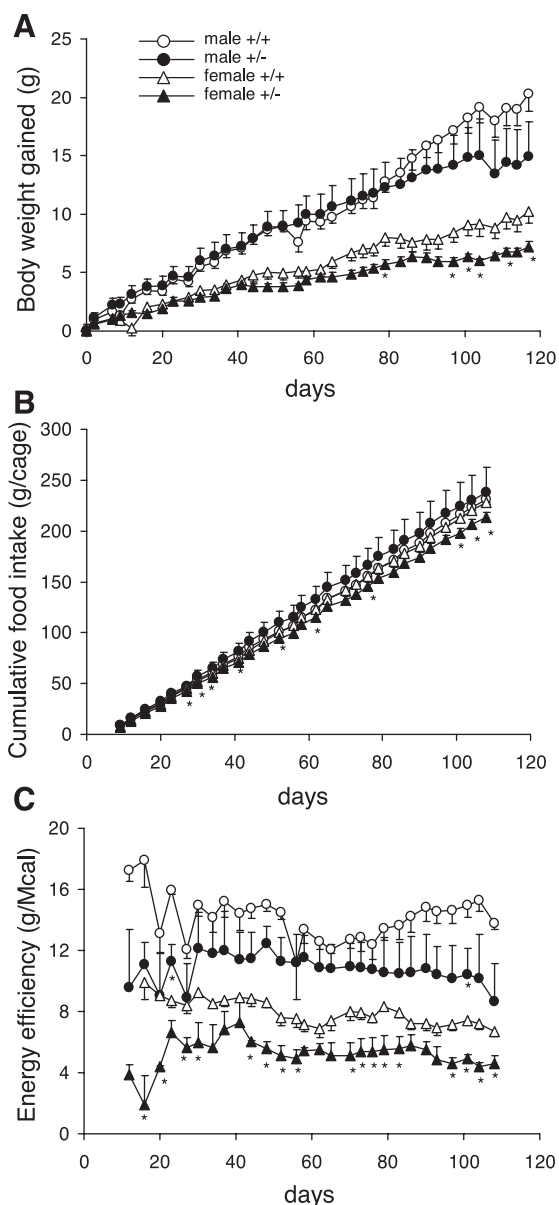 A
male +/+
male +/-
female +/+
female +/-
Body weight gained (g)
25
20
15
10
5
0
0 20 40 60 80 100 120
days
* * * * * *
B
Cumulative food intake (g/cage)
300
250
200
150
100
50
0
0 20 40 60 80 100 120
days
* * * * * * * * * *
C
Energy efficiency (g/Mcal)
20
16
12
8
4
0
0 20 40 60 80 100 120
days